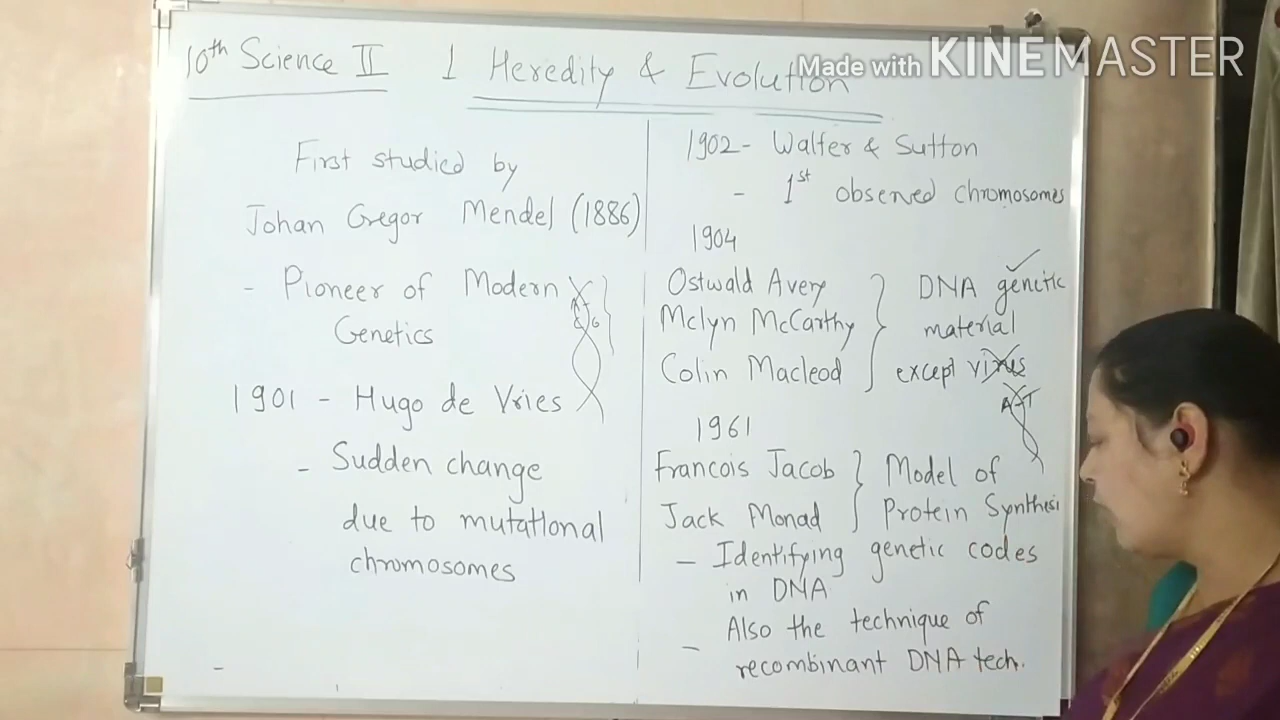 10th Science II 1 Heredity & Evolution
Made with KINEMASTER
First studied by
Johan Gregor Mendel (1886)
- Pioneer of Modern
Genetics
A T
C G
1901 - Hugo de Vries
- Sudden change
due to mutational
chromosomes
1902 - Walter & Sutton
- 1st observed chromosomes
1904
Ostwald Avery
Mclyn McCarthy
Colin Macleod
DNA genetic
material
except virus
A-T
1961
Francois Jacob
Jack Monad
Model of
Protein Synthesi
- Identifying genetic codes
in DNA
- Also the technique of
recombinant DNA tech.